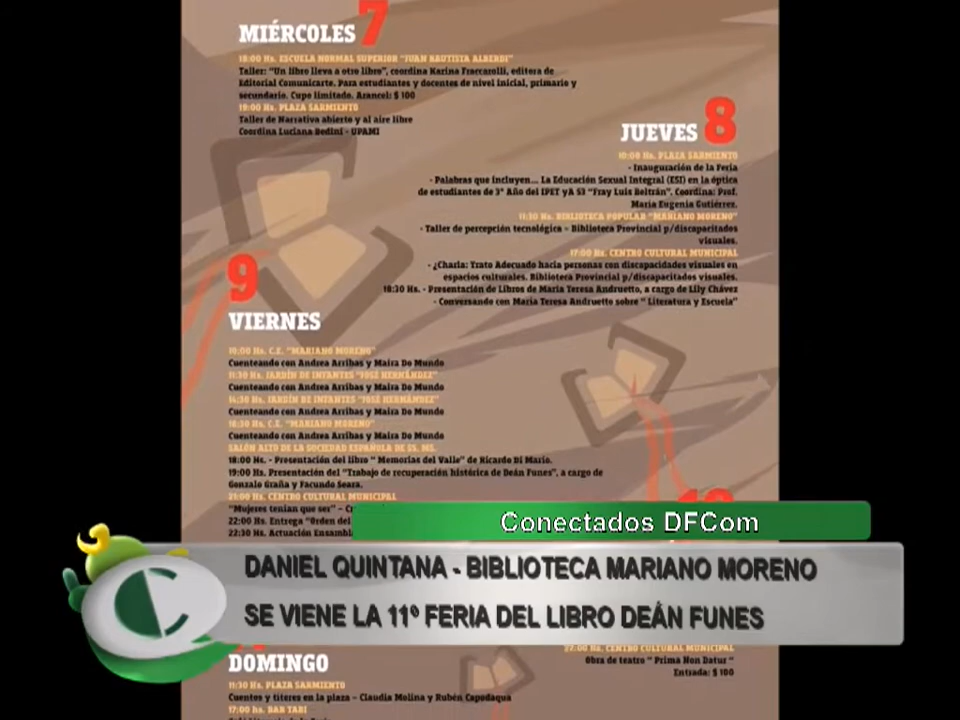 MIÉRCOLES 7
18:00 Hs. ESCUELA NORMAL SUPERIOR "JUAN BAUTISTA ALBERDI"
Taller: "Un libro lleva a otro libro", coordina Karina Fraccarolli, editora de
Editorial Comunicarte. Para estudiantes y docentes de nivel inicial, primario y
secundario. Cupo limitado. Arancel: $ 100
19:00 Hs. PLAZA SARMIENTO
Taller de Narrativa abierto y al aire libre
Coordina Luciana Bedini - UPAMI
JUEVES 8
10:00 Hs. PLAZA SARMIENTO
- Inauguración de la Feria
- Palabras que incluyen... La Educación Sexual Integral (ESI) en la óptica
de estudiantes de 3° Año del IPET yA 53 "Fray Luis Beltrán". Coordina: Prof.
María Eugenia Gutiérrez.
11:30 Hs. BIBLIOTECA POPULAR "MARIANO MORENO"
- Taller de percepción tecnológica – Biblioteca Provincial p/discapacitados
visuales.
17:00 Hs. CENTRO CULTURAL MUNICIPAL
- ¿Charla: Trato Adecuado hacia personas con discapacidades visuales en
espacios culturales. Biblioteca Provincial p/discapacitados visuales.
18:30 Hs. - Presentación de Libros de María Teresa Andruetto, a cargo de Lily Chávez
- Conversando con María Teresa Andruetto sobre " Literatura y Escuela"
9
VIERNES
10:00 Hs. C.E. "MARIANO MORENO"
Cuenteando con Andrea Arribas y Maira Do Mundo
11:30 Hs. JARDÍN DE INFANTES "JOSÉ HERNÁNDEZ"
Cuenteando con Andrea Arribas y Maira Do Mundo
14:30 Hs. JARDÍN DE INFANTES "JOSÉ HERNÁNDEZ"
Cuenteando con Andrea Arribas y Maira Do Mundo
16:30 Hs. C.E. "MARIANO MORENO"
Cuenteando con Andrea Arribas y Maira Do Mundo
SALÓN ALTO DE LA SOCIEDAD ESPAÑOLA DE SS. MS.
18:00 Hs. - Presentación del libro " Memorias del Valle" de Ricardo Di Mario.
19:00 Hs. Presentación del "Trabajo de recuperación histórica de Deán Funes", a cargo de
Gonzalo Graña y Facundo Seara.
21:00 Hs. CENTRO CULTURAL MUNICIPAL
"Mujeres tenían que ser" –
22:00 Hs. Entrega "Orden del
22:30 Hs. Actuación
Conectados DFCom
DANIEL QUINTANA - BIBLIOTECA MARIANO MORENO
SE VIENE LA 11º FERIA DEL LIBRO DEÁN FUNES
CENTRO CULTURAL MUNICIPAL
Obra de teatro " Prima Non Datur "
Entrada: $ 100
DOMINGO
11:30 Hs. PLAZA SARMIENTO
Cuentos y títeres en la plaza – Claudia Molina y Rubén Capodaqua
17:00 Hs. BAR TABI